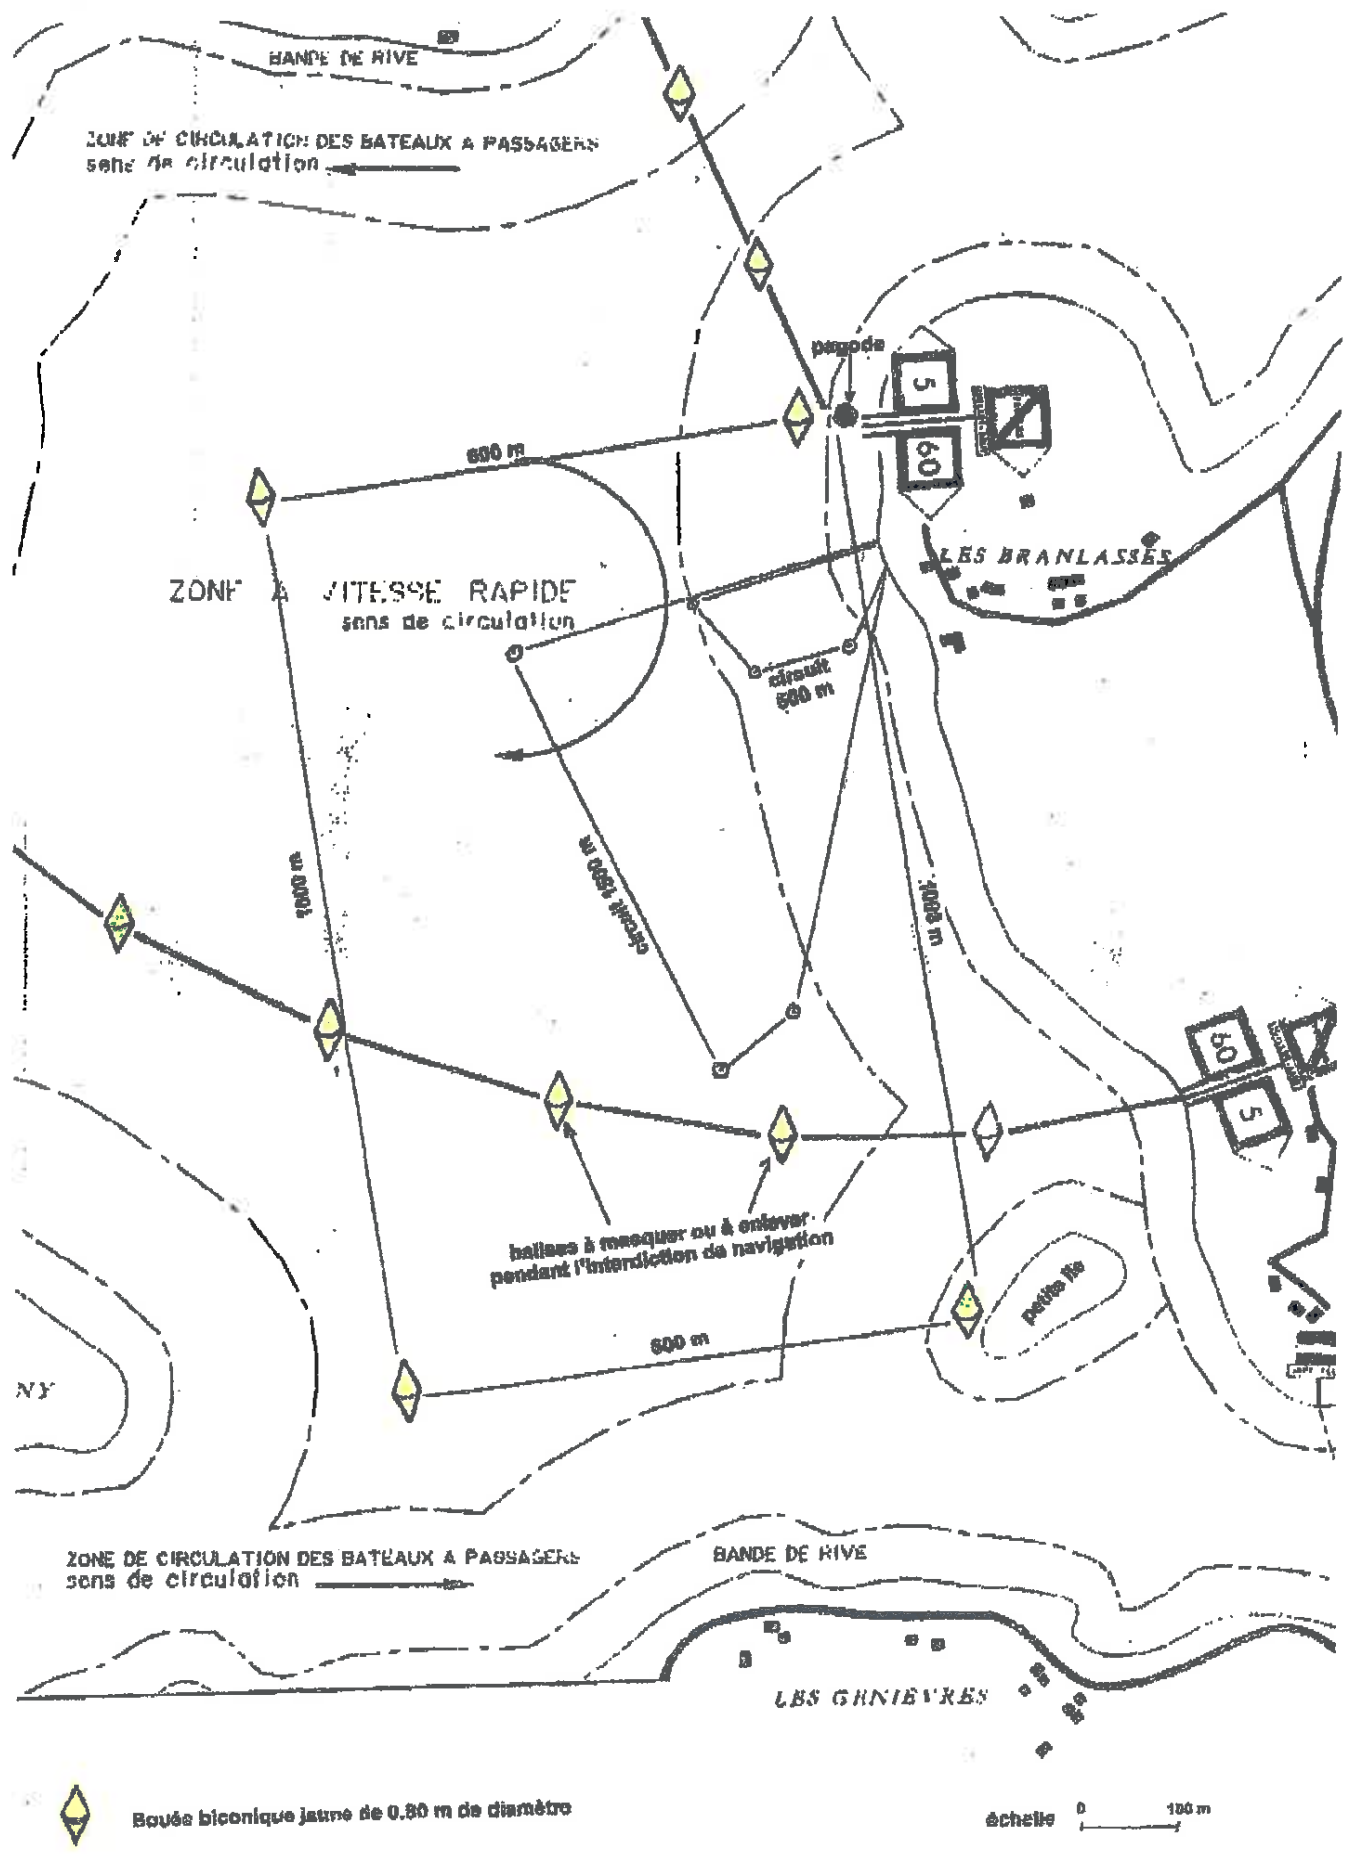 BANDE DE RIVE
ZONE DE CIRCULATION DES BATEAUX A PASSAGERS
sens de circulation
pagode
5
600 m
60
LES BRANLASSES
ZONE A VITESSE RAPIDE
sens de circulation
circuit
500 m
circuit 1500 m
1000 m
1000 m
60
5
balises à masquer ou à enlever
pendant l'interdiction de navigation
petite île
600 m
NY
ZONE DE CIRCULATION DES BATEAUX A PASSAGERS
sens de circulation
BANDE DE RIVE
LES GENIEVRES
Bouée biconique jaune de 0.80 m de diamètre
échelle 0 100 m